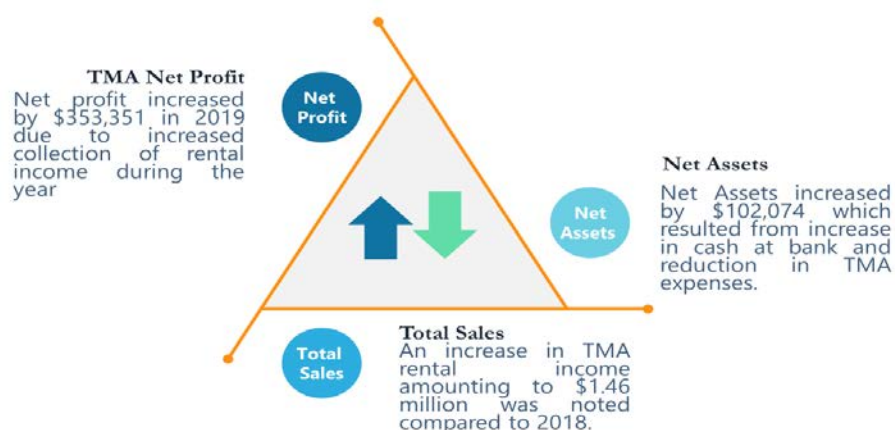 TMA Net Profit
Net profit increased
by $353,351 in 2019
due to increased
collection of rental
income during the
year
Net
Profit
Net Assets
Net Assets increased
by $102,074 which
resulted from increase
in cash at bank and
reduction in TMA
expenses.
Net
Assets
Total
Sales
Total Sales
An increase in TMA
rental income
amounting to $1.46
million was noted
compared to 2018.